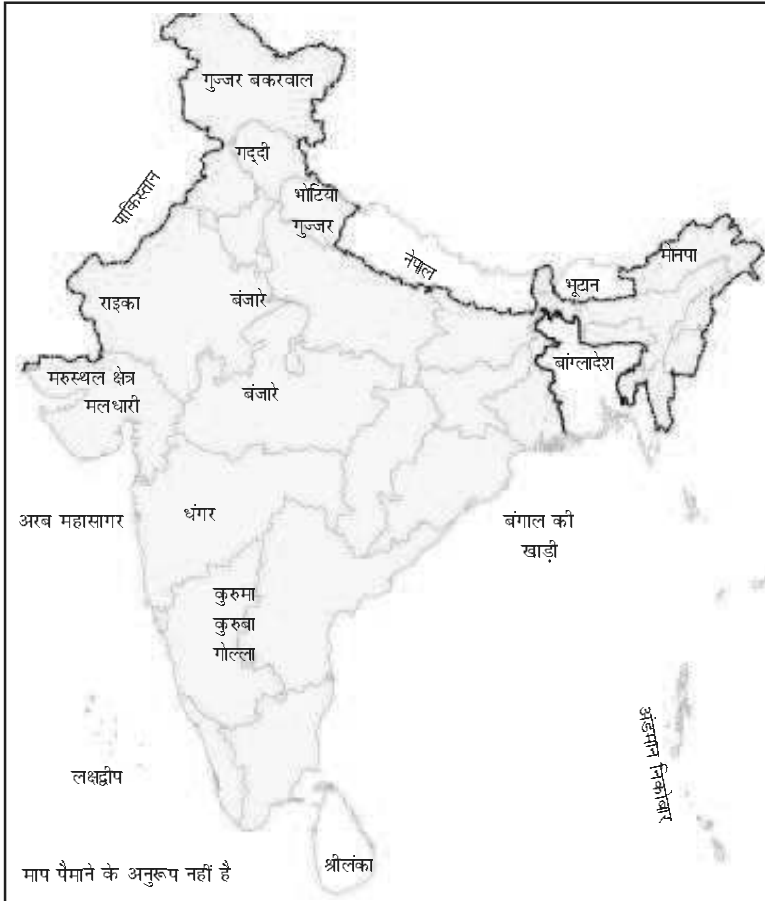 गुज्जर बकरवाल
गद्दी
पाकिस्तान
भोटिया
गुज्जर
नेपाल
भूटान
मोनपा
राइका
बंजारे
बांग्लादेश
मरुस्थल क्षेत्र
मलधारी
बंजारे
अरब महासागर
धंगर
बंगाल की
खाड़ी
कुरुमा
कुरुबा
गोल्ला
अंडमान निकोबार
लक्षद्वीप
श्रीलंका
माप पैमाने के अनुरूप नहीं है